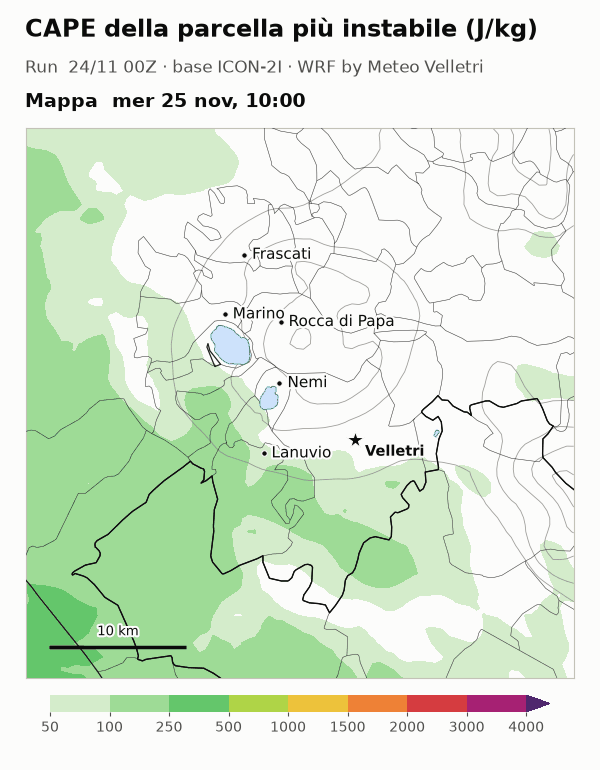 CAPE della parcella più instabile (J/kg)
Run  24/11 00Z · base ICON-2I · WRF by Meteo Velletri
Mappa  mer 25 nov, 10:00
Frascati
Marino
Rocca di Papa
Nemi
Velletri
Lanuvio
10 km
50 100 250 500 1000 1500 2000 3000 4000